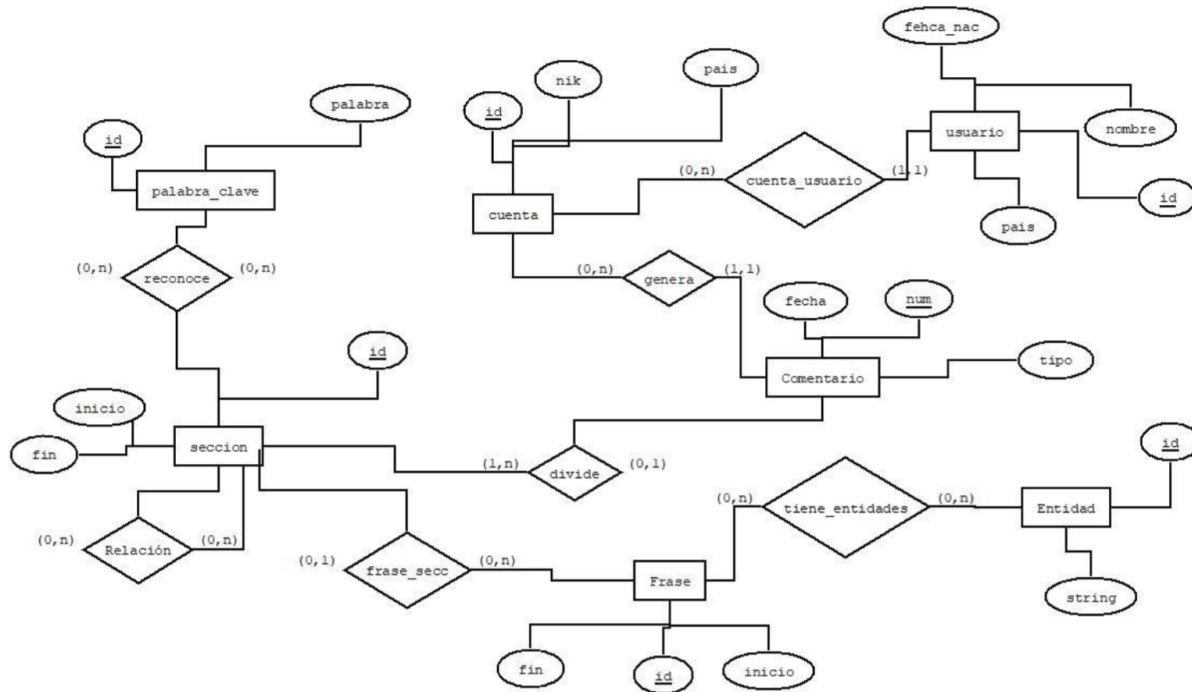 fehca_nac
nik
pais
palabra
id
id
usuario
nombre
palabra_clave
(0,n)
cuenta_usuario
(1,1)
id
cuenta
pais
(0,n)
reconoce
(0,n)
(0,n)
genera
(1,1)
fecha
num
id
tipo
Comentario
inicio
fin
seccion
(1,n)
divide
(0,1)
id
(0,n)
tiene_entidades
(0,n)
Entidad
(0,n)
Relación
(0,n)
(0,1)
frase_secc
(0,n)
Frase
string
fin
id
inicio